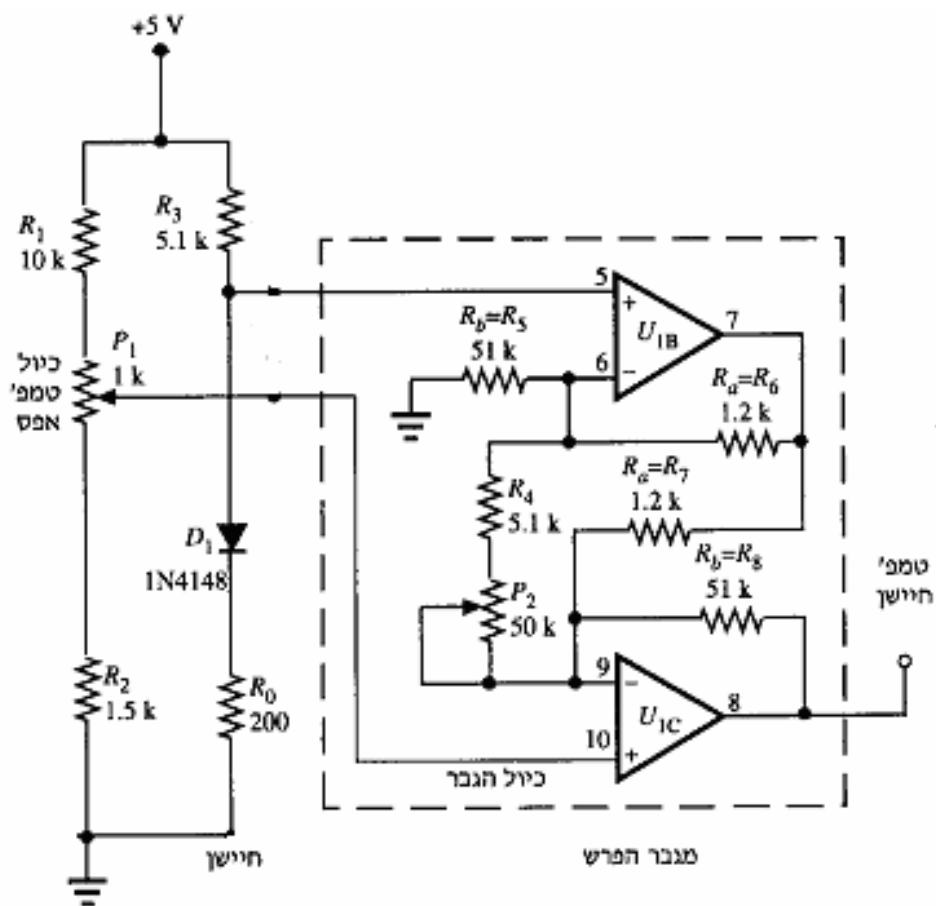 +5 V
R1
10 k
R3
5.1 k
כיול
טמפ'
אפס
P1
1 k
D1
1N4148
R2
1.5 k
R0
200
חיישן
5
+
U1B
7
6
−
Rb=R5
51 k
Ra=R6
1.2 k
Ra=R7
1.2 k
R4
5.1 k
P2
50 k
Rb=R8
51 k
9
−
U1C
8
10
+
כיול הגבר
מגבר הפרש
טמפ'
חיישן